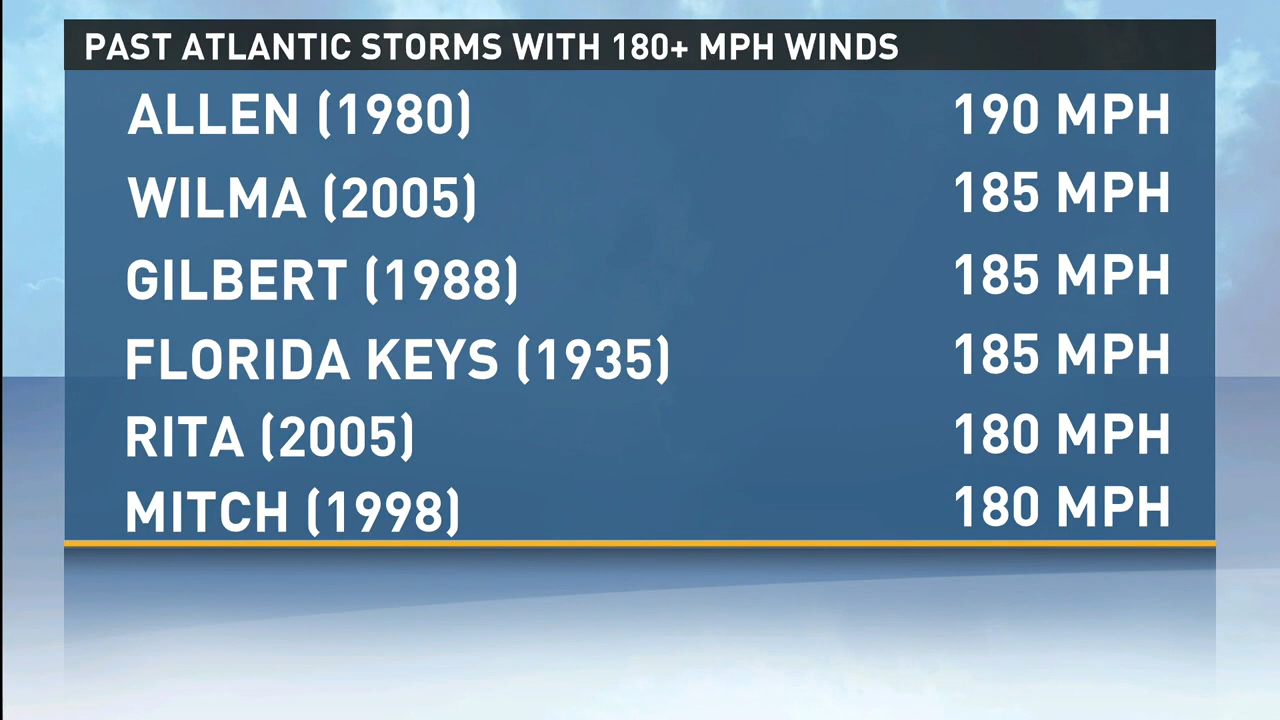 PAST ATLANTIC STORMS WITH 180+ MPH WINDS
ALLEN (1980) 190 MPH
WILMA (2005) 185 MPH
GILBERT (1988) 185 MPH
FLORIDA KEYS (1935) 185 MPH
RITA (2005) 180 MPH
MITCH (1998) 180 MPH